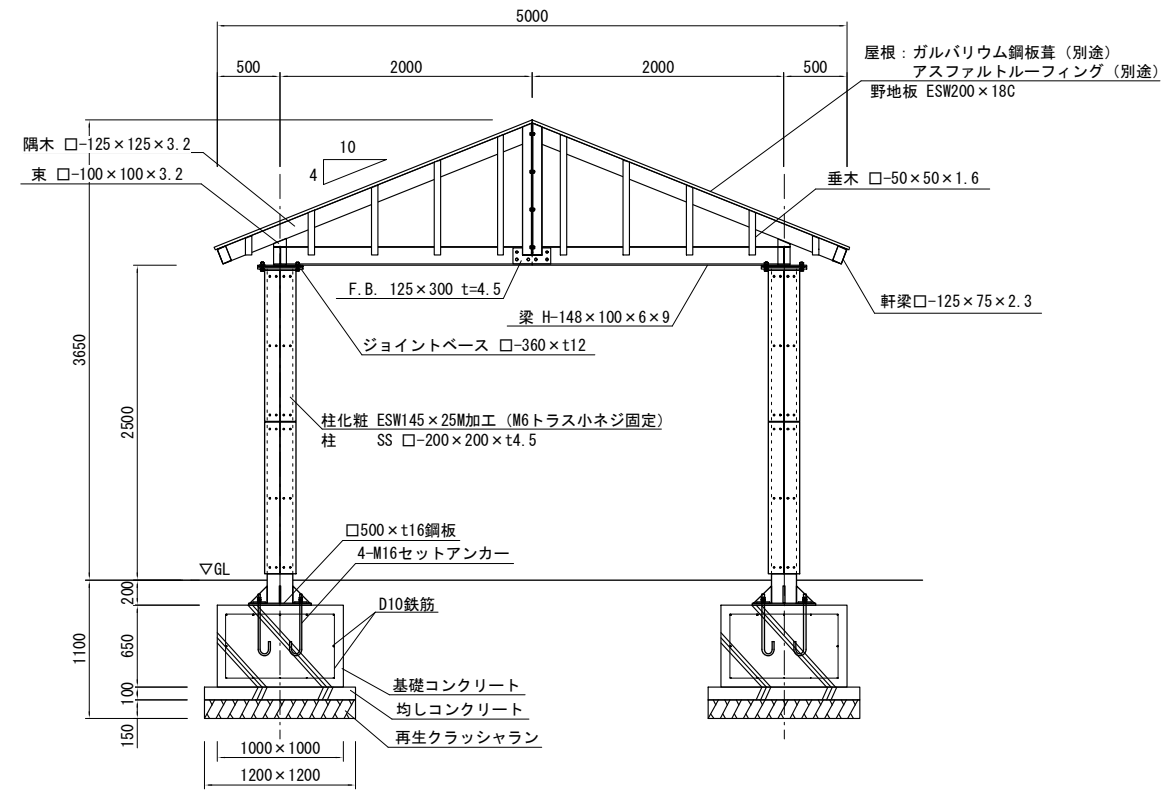 5000
500
2000
2000
500
屋根：ガルバリウム鋼板葺（別途）
アスファルトルーフィング（別途）
野地板 ESW200×18C
隅木 □-125×125×3.2
束 □-100×100×3.2
10
4
垂木 □-50×50×1.6
F.B. 125×300 t=4.5
梁 H-148×100×6×9
軒梁□-125×75×2.3
ジョイントベース □-360×t12
3650
2500
柱化粧 ESW145×25M加工（M6トラス小ネジ固定）
柱 SS □-200×200×t4.5
□500×t16鋼板
4-M16セットアンカー
▽GL
D10鉄筋
200
650
1100
100
150
基礎コンクリート
均しコンクリート
再生クラッシャラン
1000×1000
1200×1200